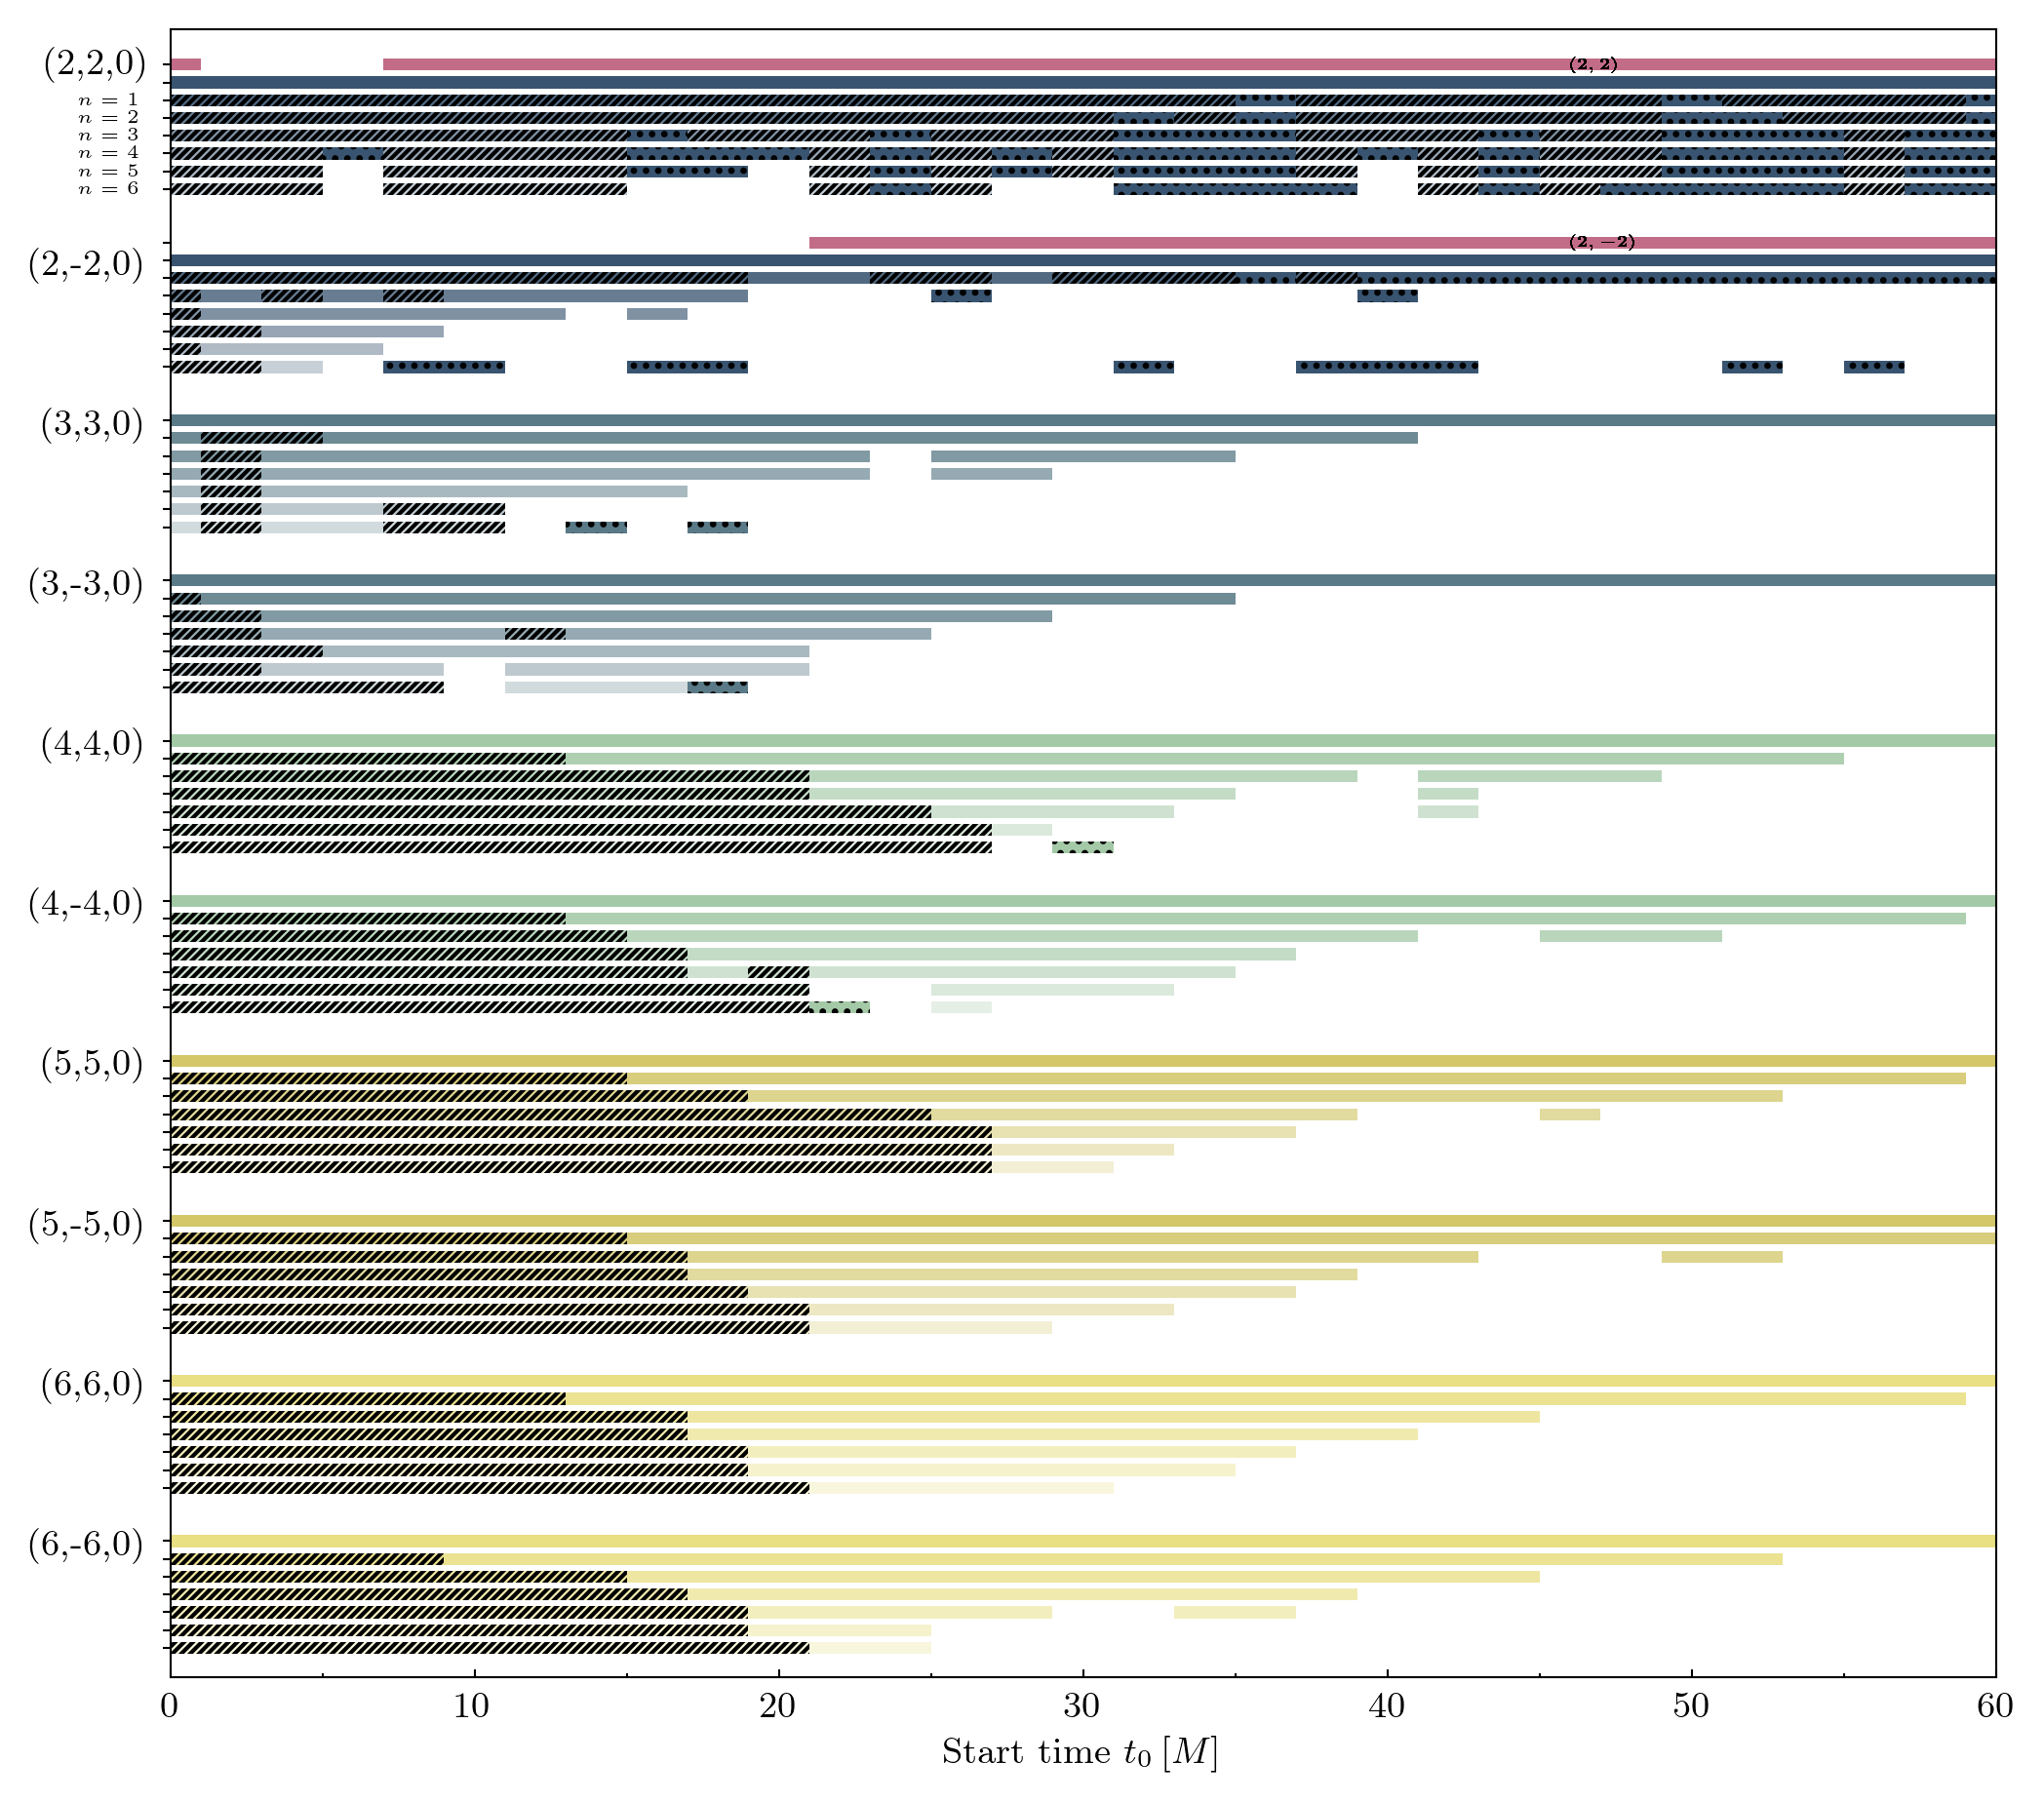 (2,2,0)
(2, 2)
n = 1
n = 2
n = 3
n = 4
n = 5
n = 6
(2, −2)
(2,-2,0)
(3,3,0)
(3,-3,0)
(4,4,0)
(4,-4,0)
(5,5,0)
(5,-5,0)
(6,6,0)
(6,-6,0)
0 10 20 30 40 50 60
Start time t₀ [M]